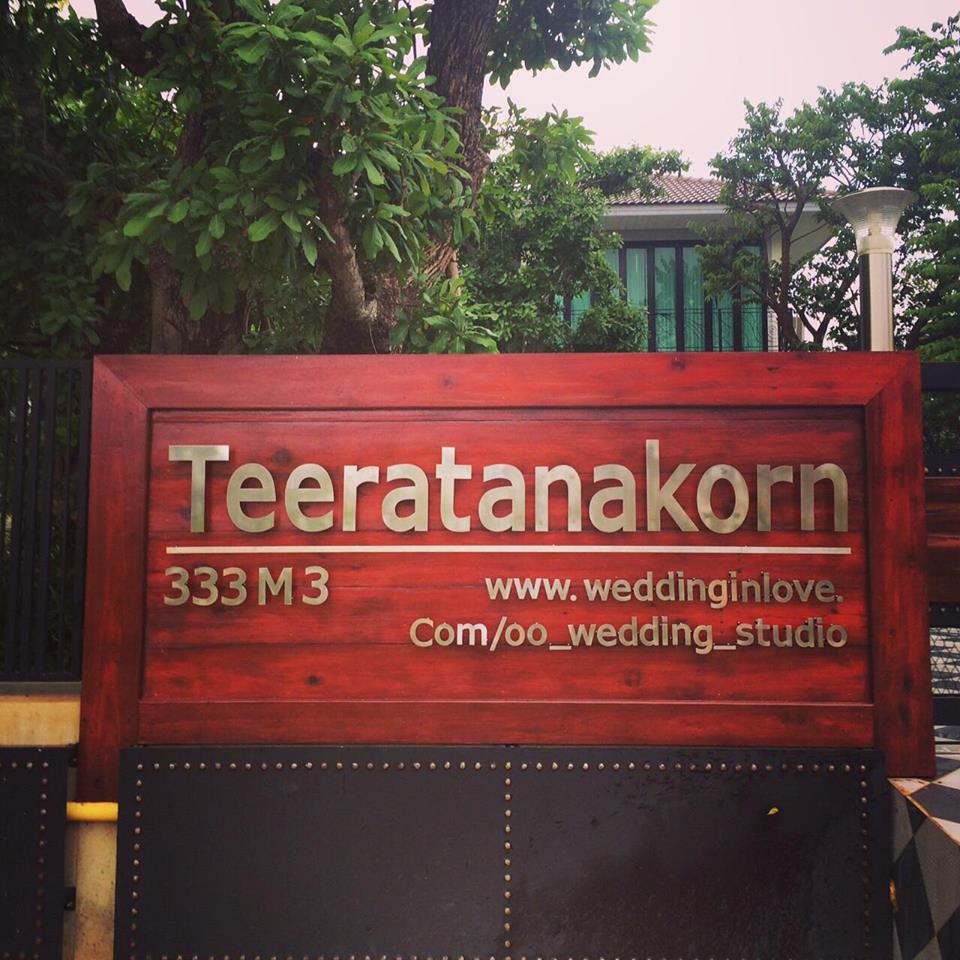 Teeratanakorn
333 M 3 www.weddinginlove.
Com/oo_wedding_studio